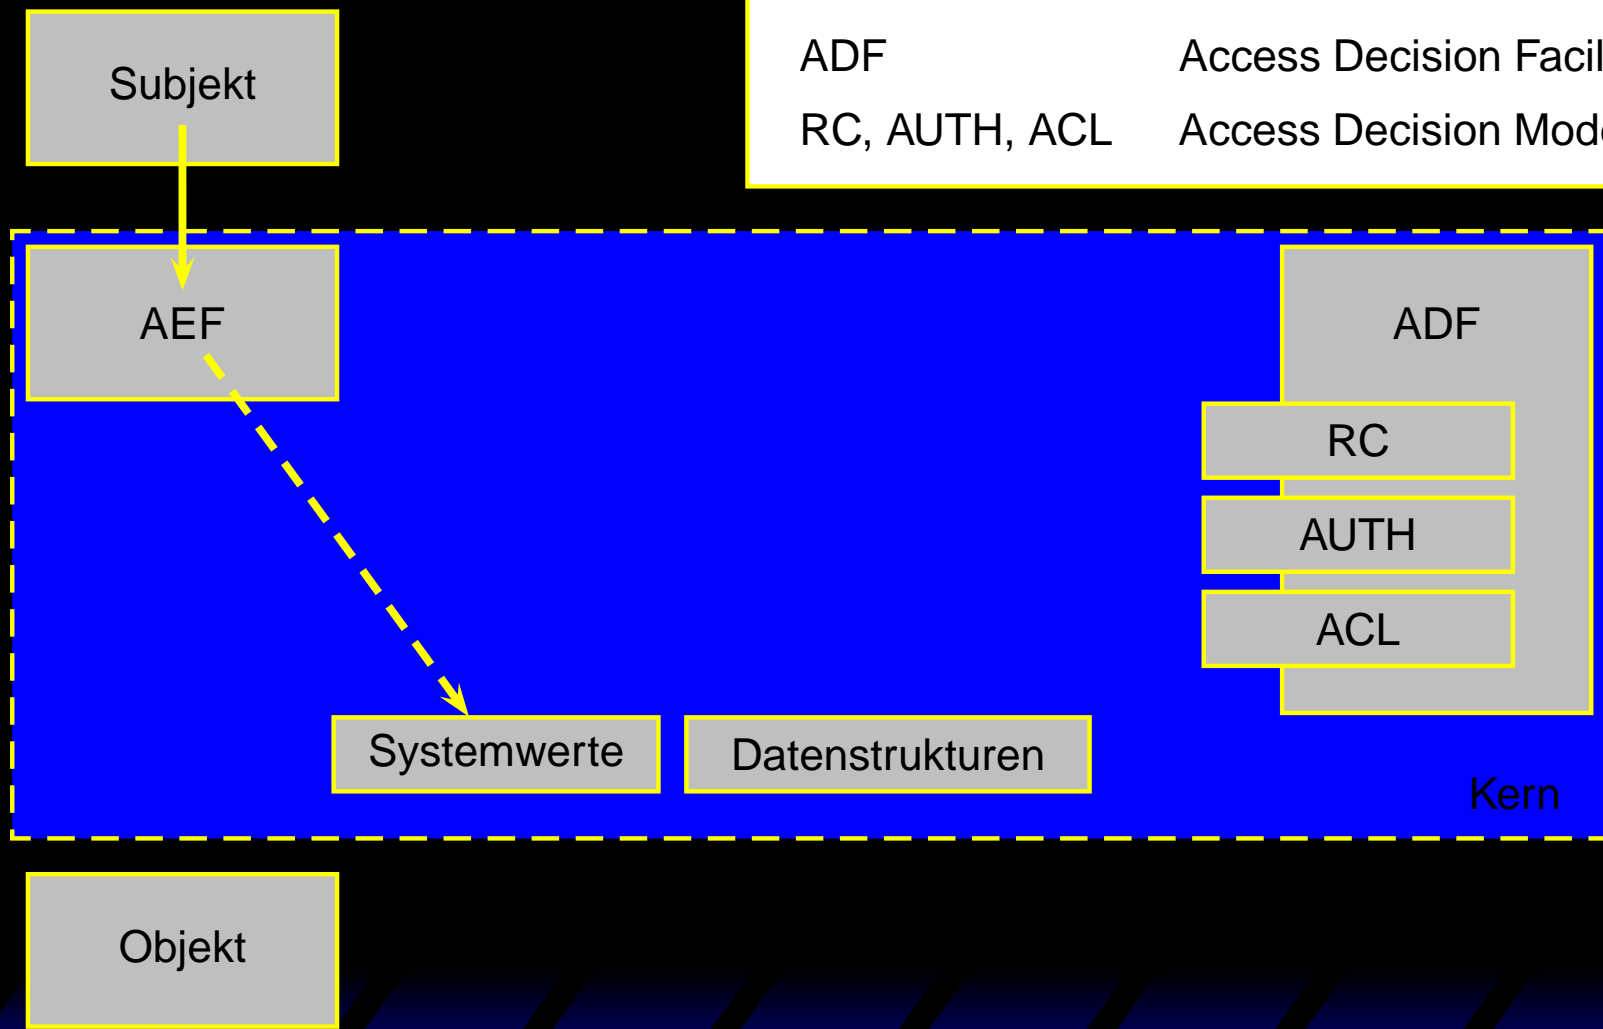 Subjekt
ADF Access Decision Facil
RC, AUTH, ACL Access Decision Mod
AEF
ADF
RC
AUTH
ACL
Systemwerte Datenstrukturen
Kern
Objekt